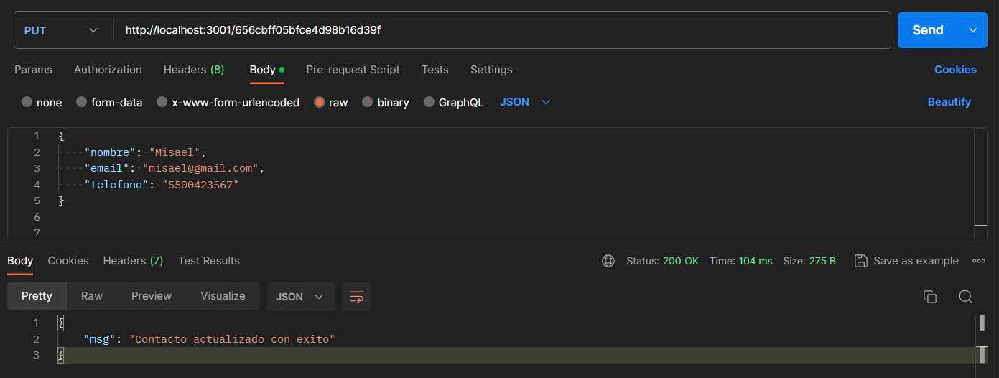 PUT http://localhost:3001/656cbff05bfce4d98b16d39f Send
Params Authorization Headers (8) Body Pre-request Script Tests Settings Cookies
none form-data x-www-form-urlencoded raw binary GraphQL JSON Beautify
1 {
2 "nombre": "Misael",
3 "email": "misael@gmail.com",
4 "telefono": "5500423567"
5 }
6
7
Body Cookies Headers (7) Test Results Status: 200 OK Time: 104 ms Size: 275 B Save as example
Pretty Raw Preview Visualize JSON
1 {
2 "msg": "Contacto actualizado con exito"
3 }